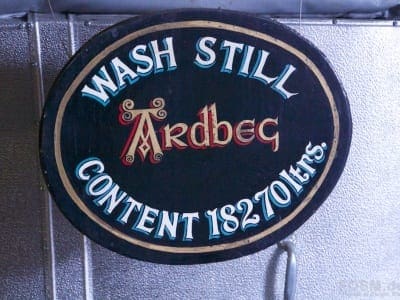 WASH STILL
Ardbeg
CONTENT 18270 ltrs.